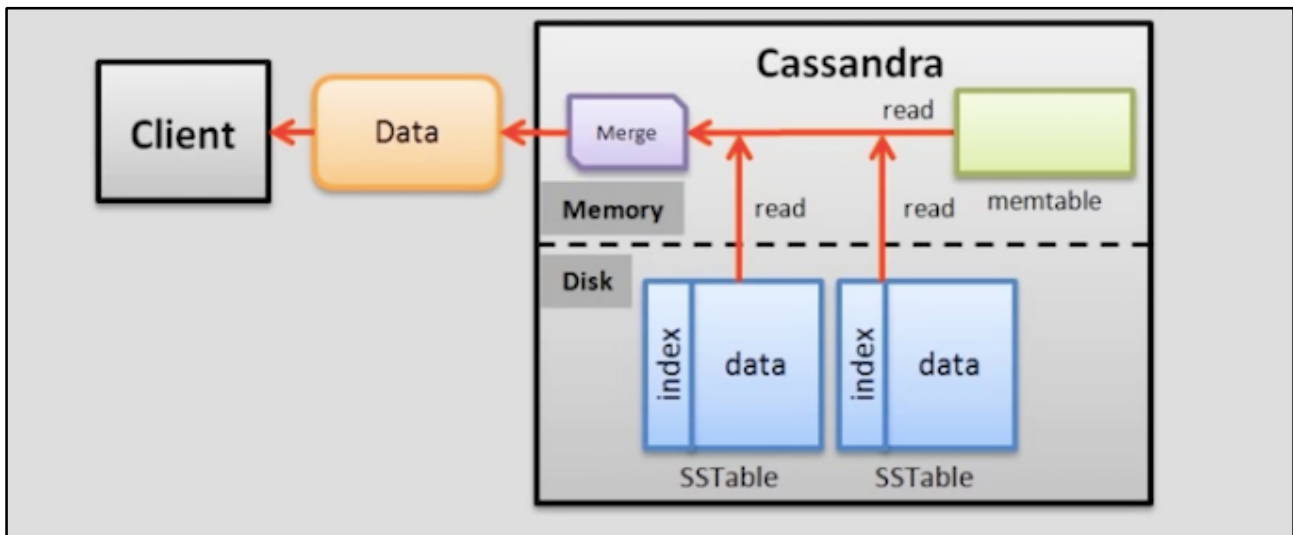 Cassandra
Client
Data
Merge
read
Memory
read
read
memtable
Disk
index
data
index
data
SSTable
SSTable